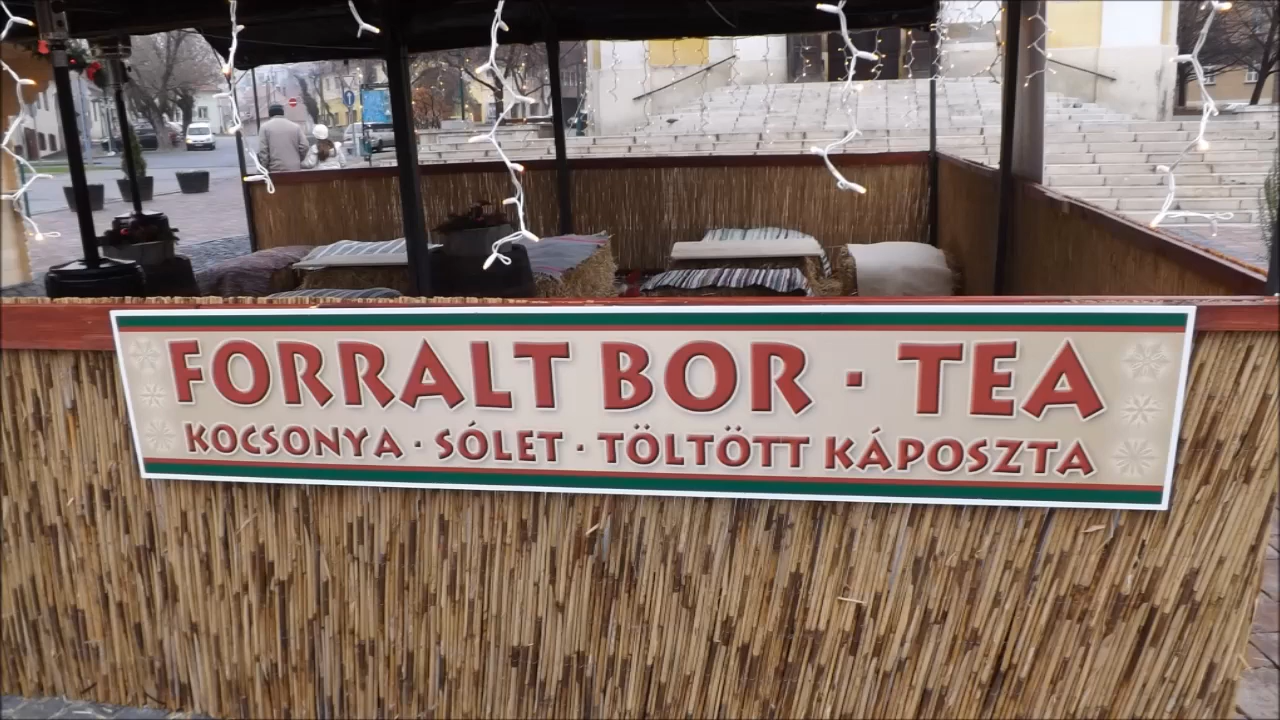 FORRALT BOR · TEA
KOCSONYA · SÓLET · TÖLTÖTT KÁPOSZTA